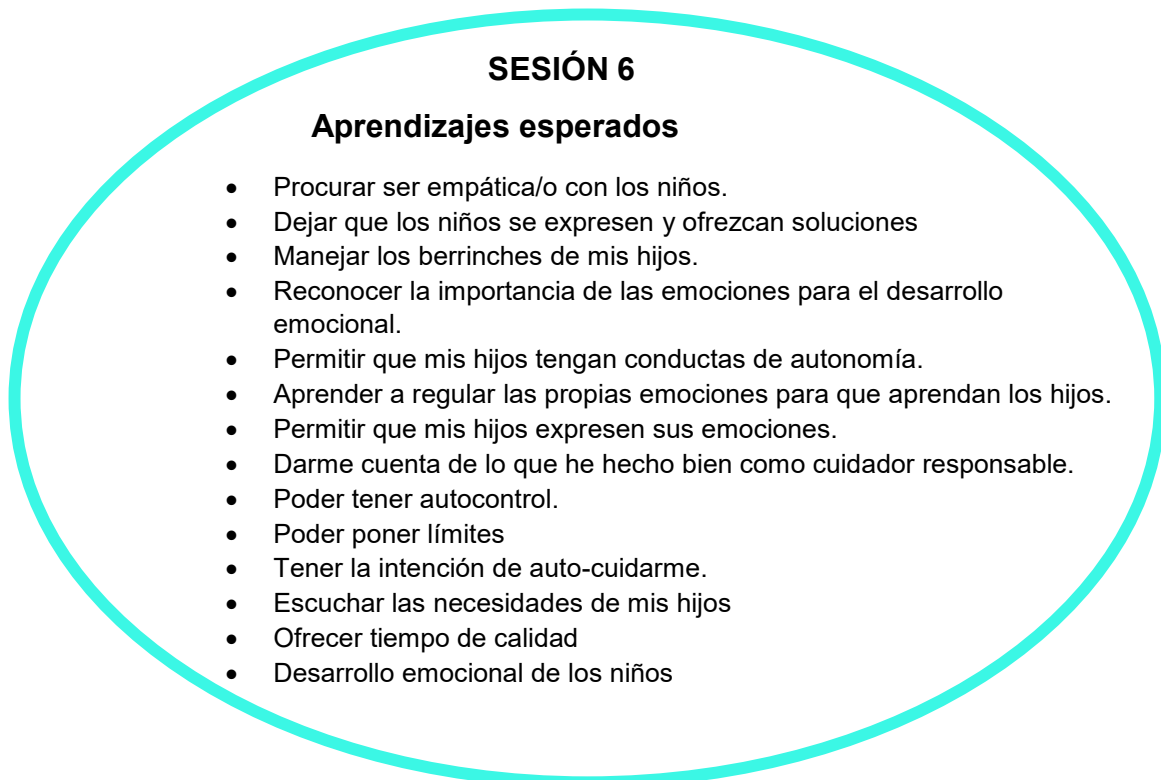 SESIÓN 6
Aprendizajes esperados
• Procurar ser empática/o con los niños.
• Dejar que los niños se expresen y ofrezcan soluciones
• Manejar los berrinches de mis hijos.
• Reconocer la importancia de las emociones para el desarrollo
emocional.
• Permitir que mis hijos tengan conductas de autonomía.
• Aprender a regular las propias emociones para que aprendan los hijos.
• Permitir que mis hijos expresen sus emociones.
• Darme cuenta de lo que he hecho bien como cuidador responsable.
• Poder tener autocontrol.
• Poder poner límites
• Tener la intención de auto-cuidarme.
• Escuchar las necesidades de mis hijos
• Ofrecer tiempo de calidad
• Desarrollo emocional de los niños